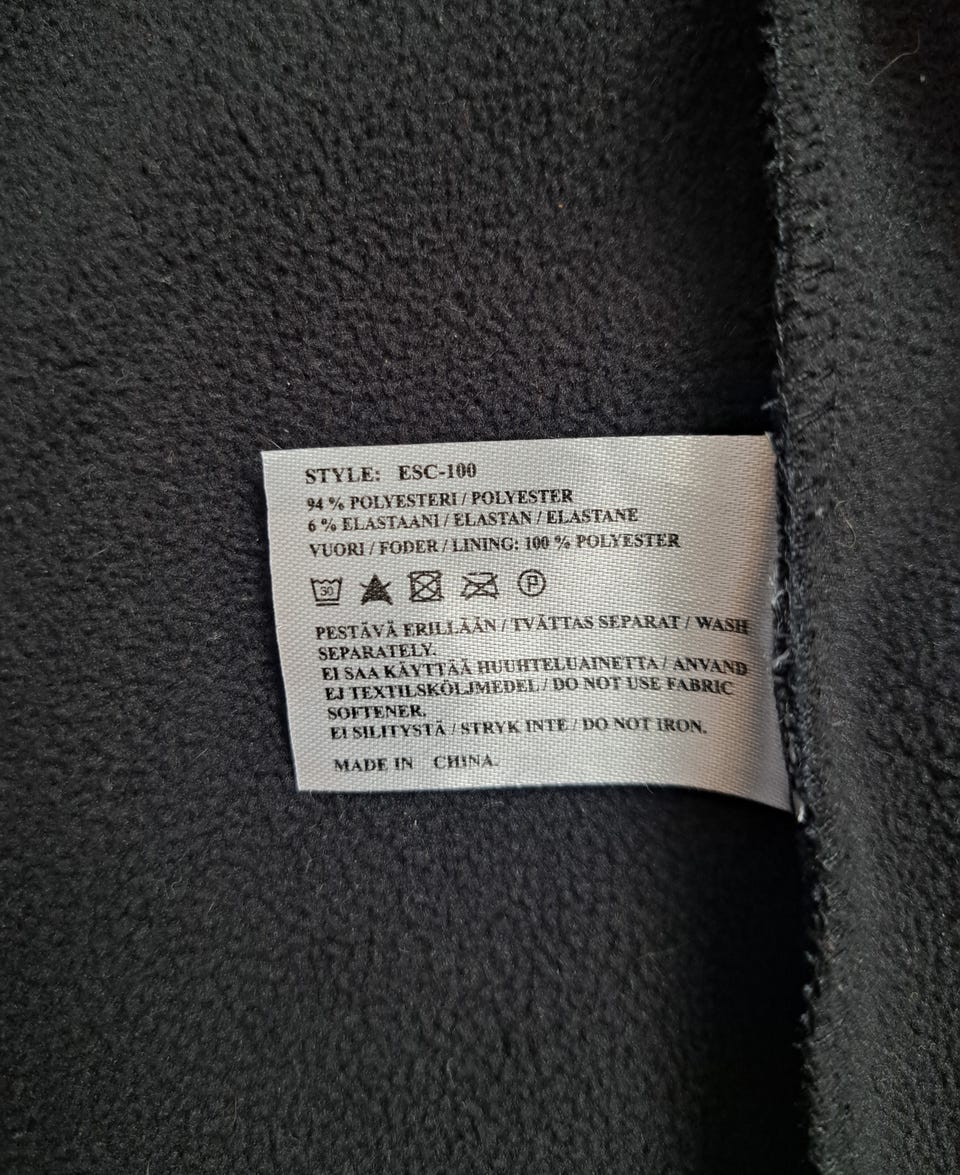 STYLE: ESC-100
94 % POLYESTERI / POLYESTER
6 % ELASTAANI / ELASTAN / ELASTANE
VUORI / FODER / LINING: 100 % POLYESTER
30 P
PESTÄVÄ ERILLÄÄN / TVÄTTAS SEPARAT / WASH
SEPARATELY.
EI SAA KÄYTTÄÄ HUUHTELUAINETTA / ANVAND
EJ TEXTILSKÖLJMEDEL / DO NOT USE FABRIC
SOFTENER.
EI SILITYSTÄ / STRYK INTE / DO NOT IRON.
MADE IN CHINA.